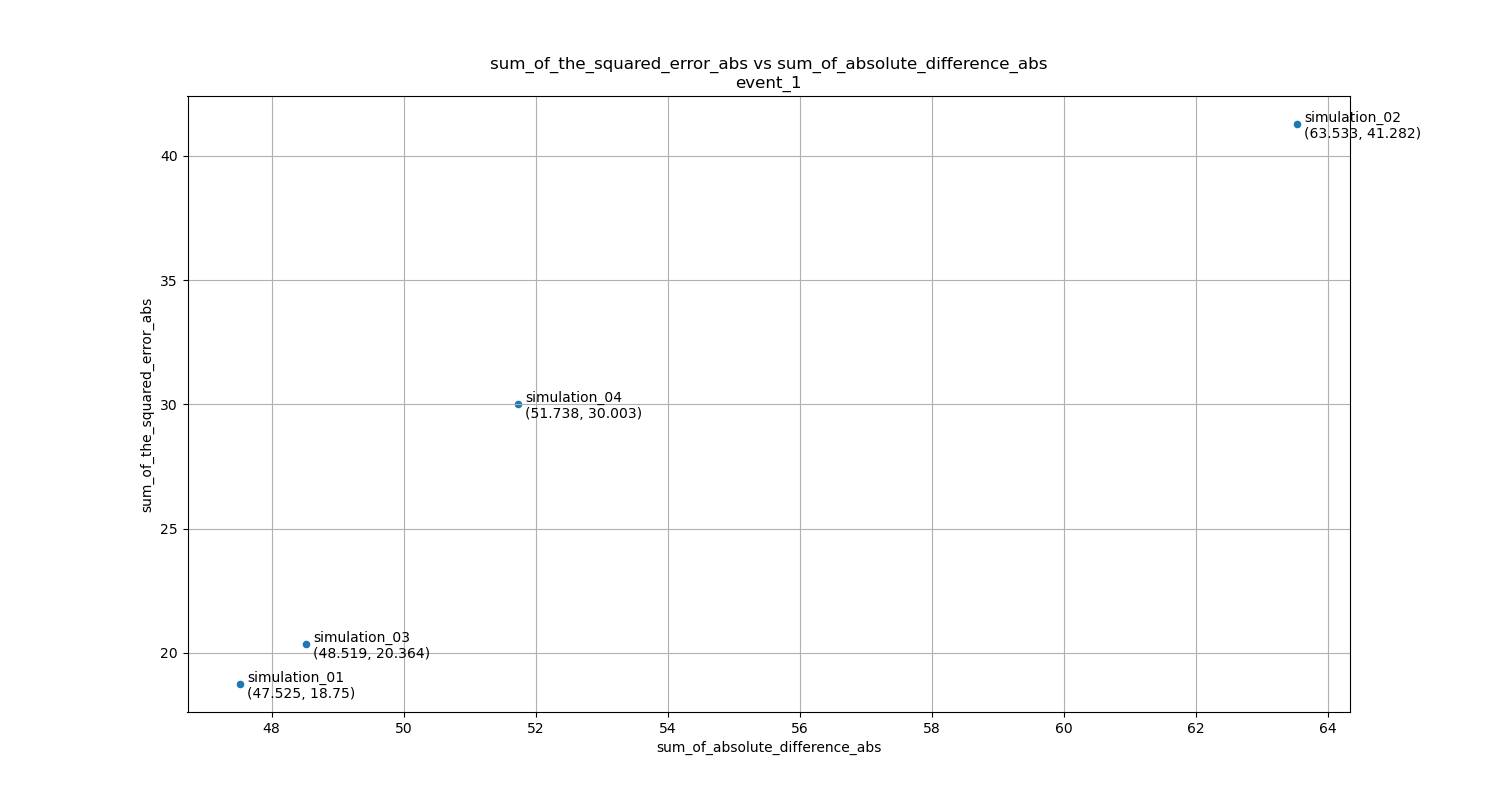 sum_of_the_squared_error_abs vs sum_of_absolute_difference_abs
event_1
sum_of_the_squared_error_abs
40
35
30
25
20
simulation_02
(63.533, 41.282)
simulation_04
(51.738, 30.003)
simulation_03
(48.519, 20.364)
simulation_01
(47.525, 18.75)
48
50
52
54
56
58
60
62
64
sum_of_absolute_difference_abs